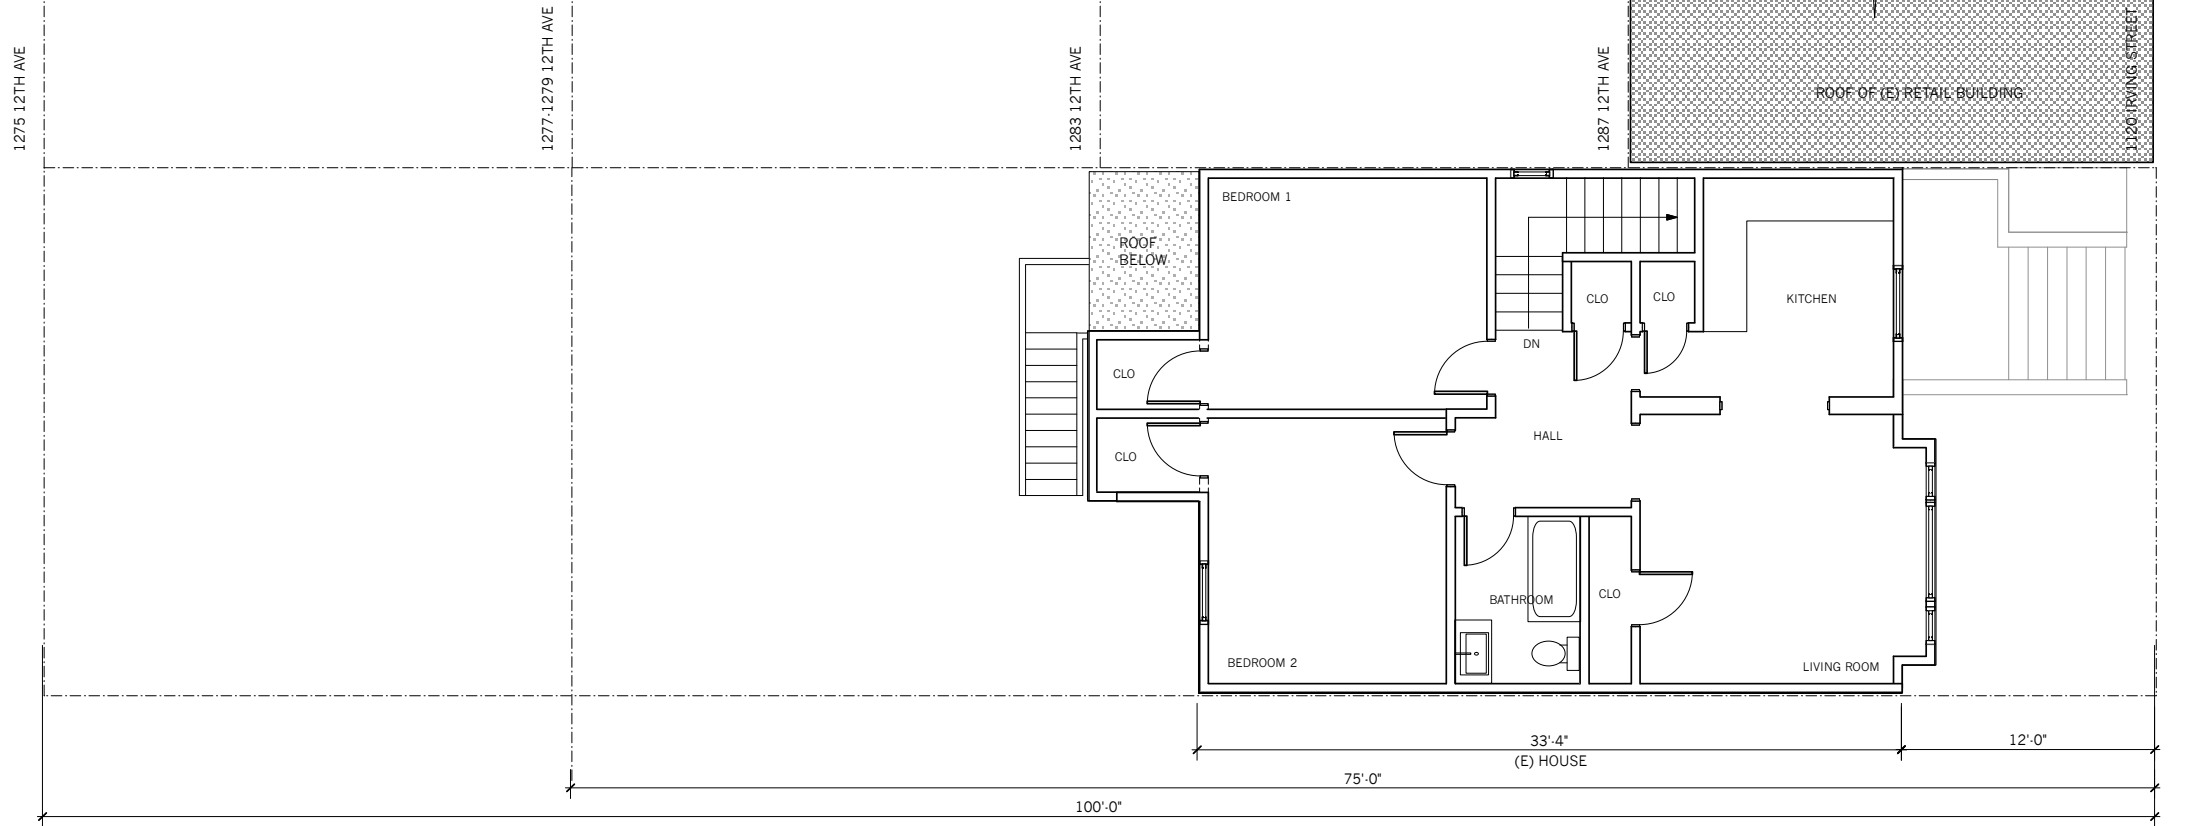 1275 12TH AVE
1277-1279 12TH AVE
1283 12TH AVE
1287 12TH AVE
1120 IRVING STREET
ROOF OF (E) RETAIL BUILDING
BEDROOM 1
ROOF
BELOW
CLO
CLO
KITCHEN
DN
CLO
HALL
CLO
CLO
BATHROOM
BEDROOM 2
LIVING ROOM
33'-4"
12'-0"
(E) HOUSE
75'-0"
100'-0"